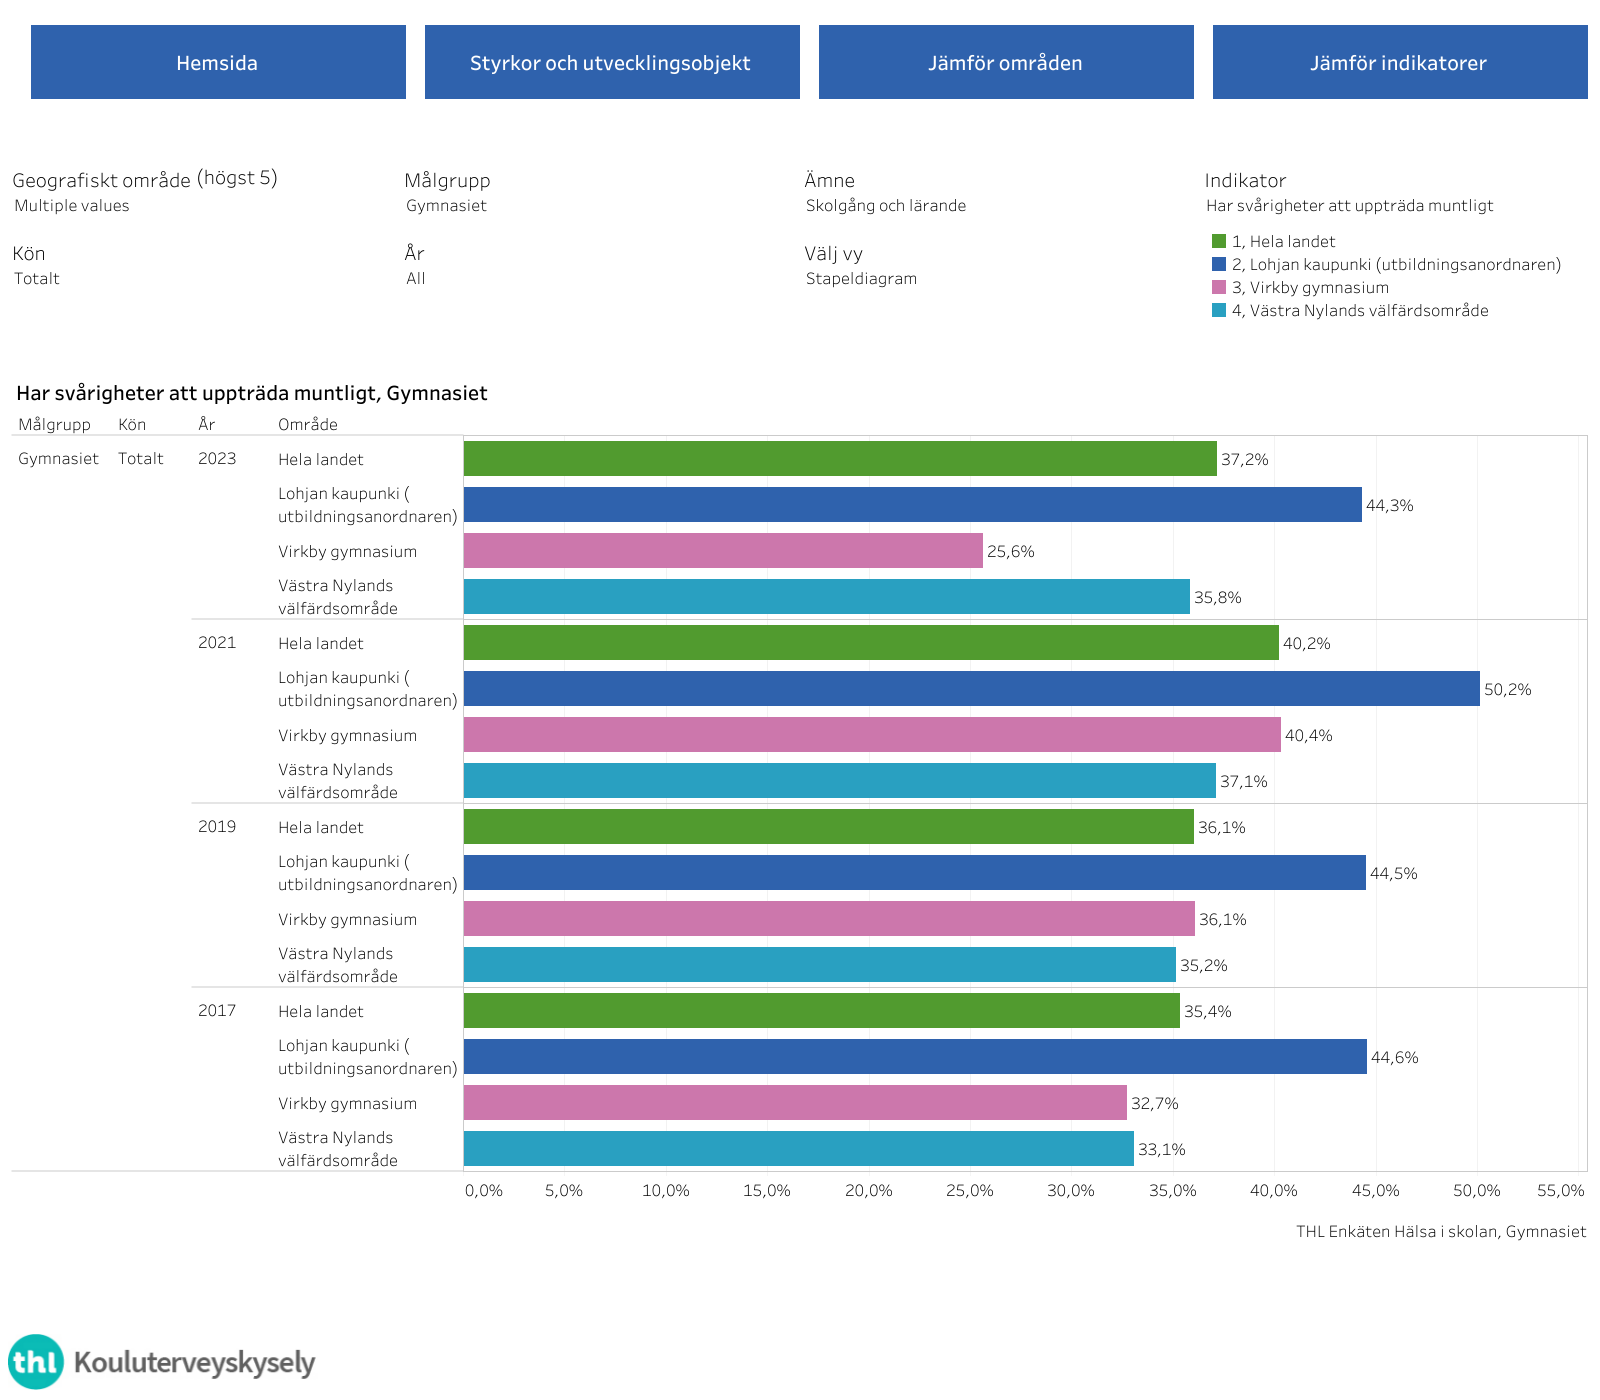 Hemsida
Styrkor och utvecklingsobjekt
Jämför områden
Jämför indikatorer
Geografiskt område (högst 5)
Multiple values
Målgrupp
Gymnasiet
Ämne
Skolgång och lärande
Indikator
Har svårigheter att uppträda muntligt
Kön
Totalt
År
All
Välj vy
Stapeldiagram
1, Hela landet
2, Lohjan kaupunki (utbildningsanordnaren)
3, Virkby gymnasium
4, Västra Nylands välfärdsområde
Har svårigheter att uppträda muntligt, Gymnasiet
Målgrupp Kön År Område
Gymnasiet Totalt 2023 Hela landet 37,2%
Lohjan kaupunki (
utbildningsanordnaren) 44,3%
Virkby gymnasium 25,6%
Västra Nylands
välfärdsområde 35,8%
2021 Hela landet 40,2%
Lohjan kaupunki (
utbildningsanordnaren) 50,2%
Virkby gymnasium 40,4%
Västra Nylands
välfärdsområde 37,1%
2019 Hela landet 36,1%
Lohjan kaupunki (
utbildningsanordnaren) 44,5%
Virkby gymnasium 36,1%
Västra Nylands
välfärdsområde 35,2%
2017 Hela landet 35,4%
Lohjan kaupunki (
utbildningsanordnaren) 44,6%
Virkby gymnasium 32,7%
Västra Nylands
välfärdsområde 33,1%
0,0% 5,0% 10,0% 15,0% 20,0% 25,0% 30,0% 35,0% 40,0% 45,0% 50,0% 55,0%
THL Enkäten Hälsa i skolan, Gymnasiet
thl Kouluterveyskysely